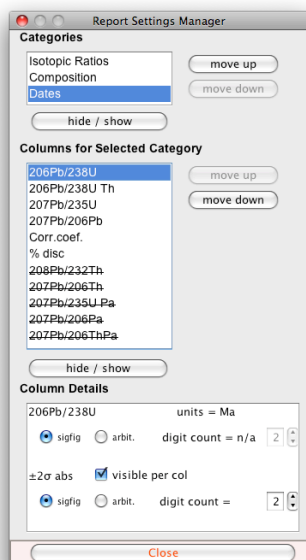 Report Settings Manager
Categories
Isotopic Ratios
Composition
Dates
move up
move down
hide / show
Columns for Selected Category
206Pb/238U
206Pb/238U Th
207Pb/235U
207Pb/206Pb
Corr.coef.
% disc
208Pb/232Th
207Pb/206Th
207Pb/235U Pa
207Pb/206Pa
207Pb/206ThPa
move up
move down
hide / show
Column Details
206Pb/238U units = Ma
sigfig arbit. digit count = n/a 2
±2σ abs visible per col
sigfig arbit. digit count = 2
Close